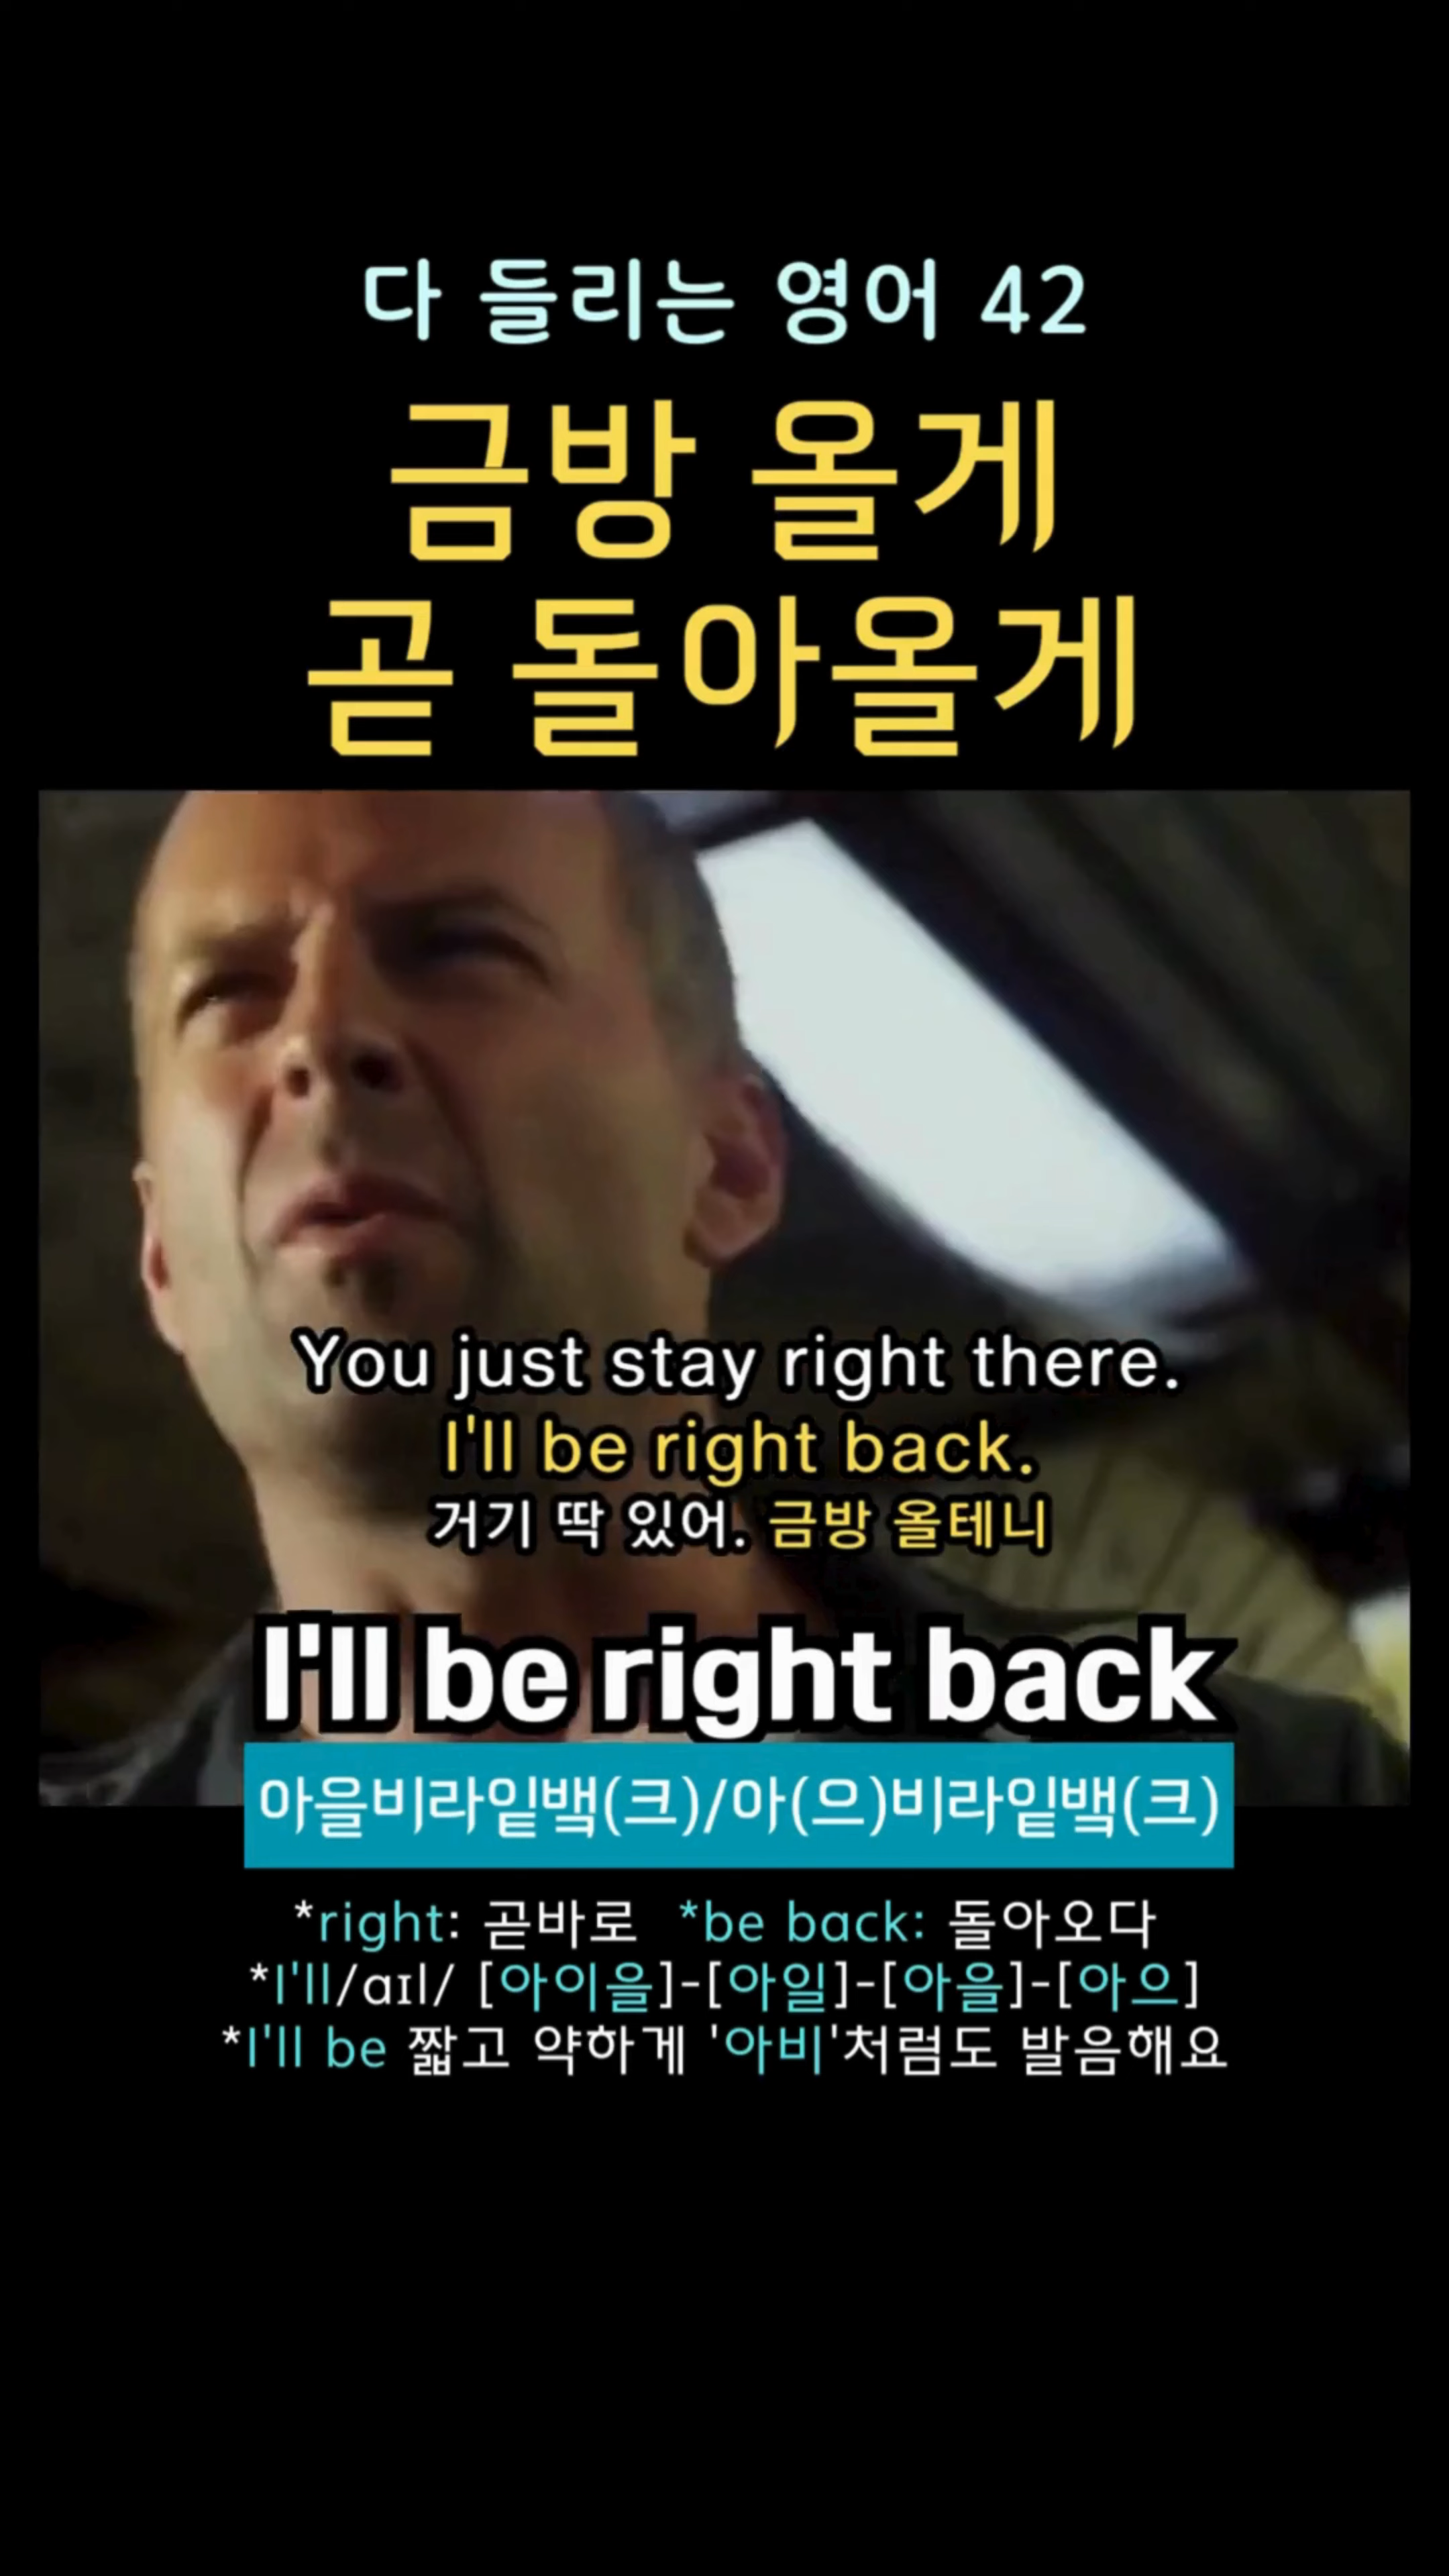 다 들리는 영어 42
금방 올게
곧 돌아올게
You just stay right there.
I'll be right back.
거기 딱 있어. 금방 올테니
I'll be right back
아을비라잍뱈(크)/아(으)비라잍뱈(크)
*right: 곧바로 *be back: 돌아오다
*I'll/aɪl/ [아이을]-[아일]-[아을]-[아으]
*I'll be 짧고 약하게 '아비'처럼도 발음해요